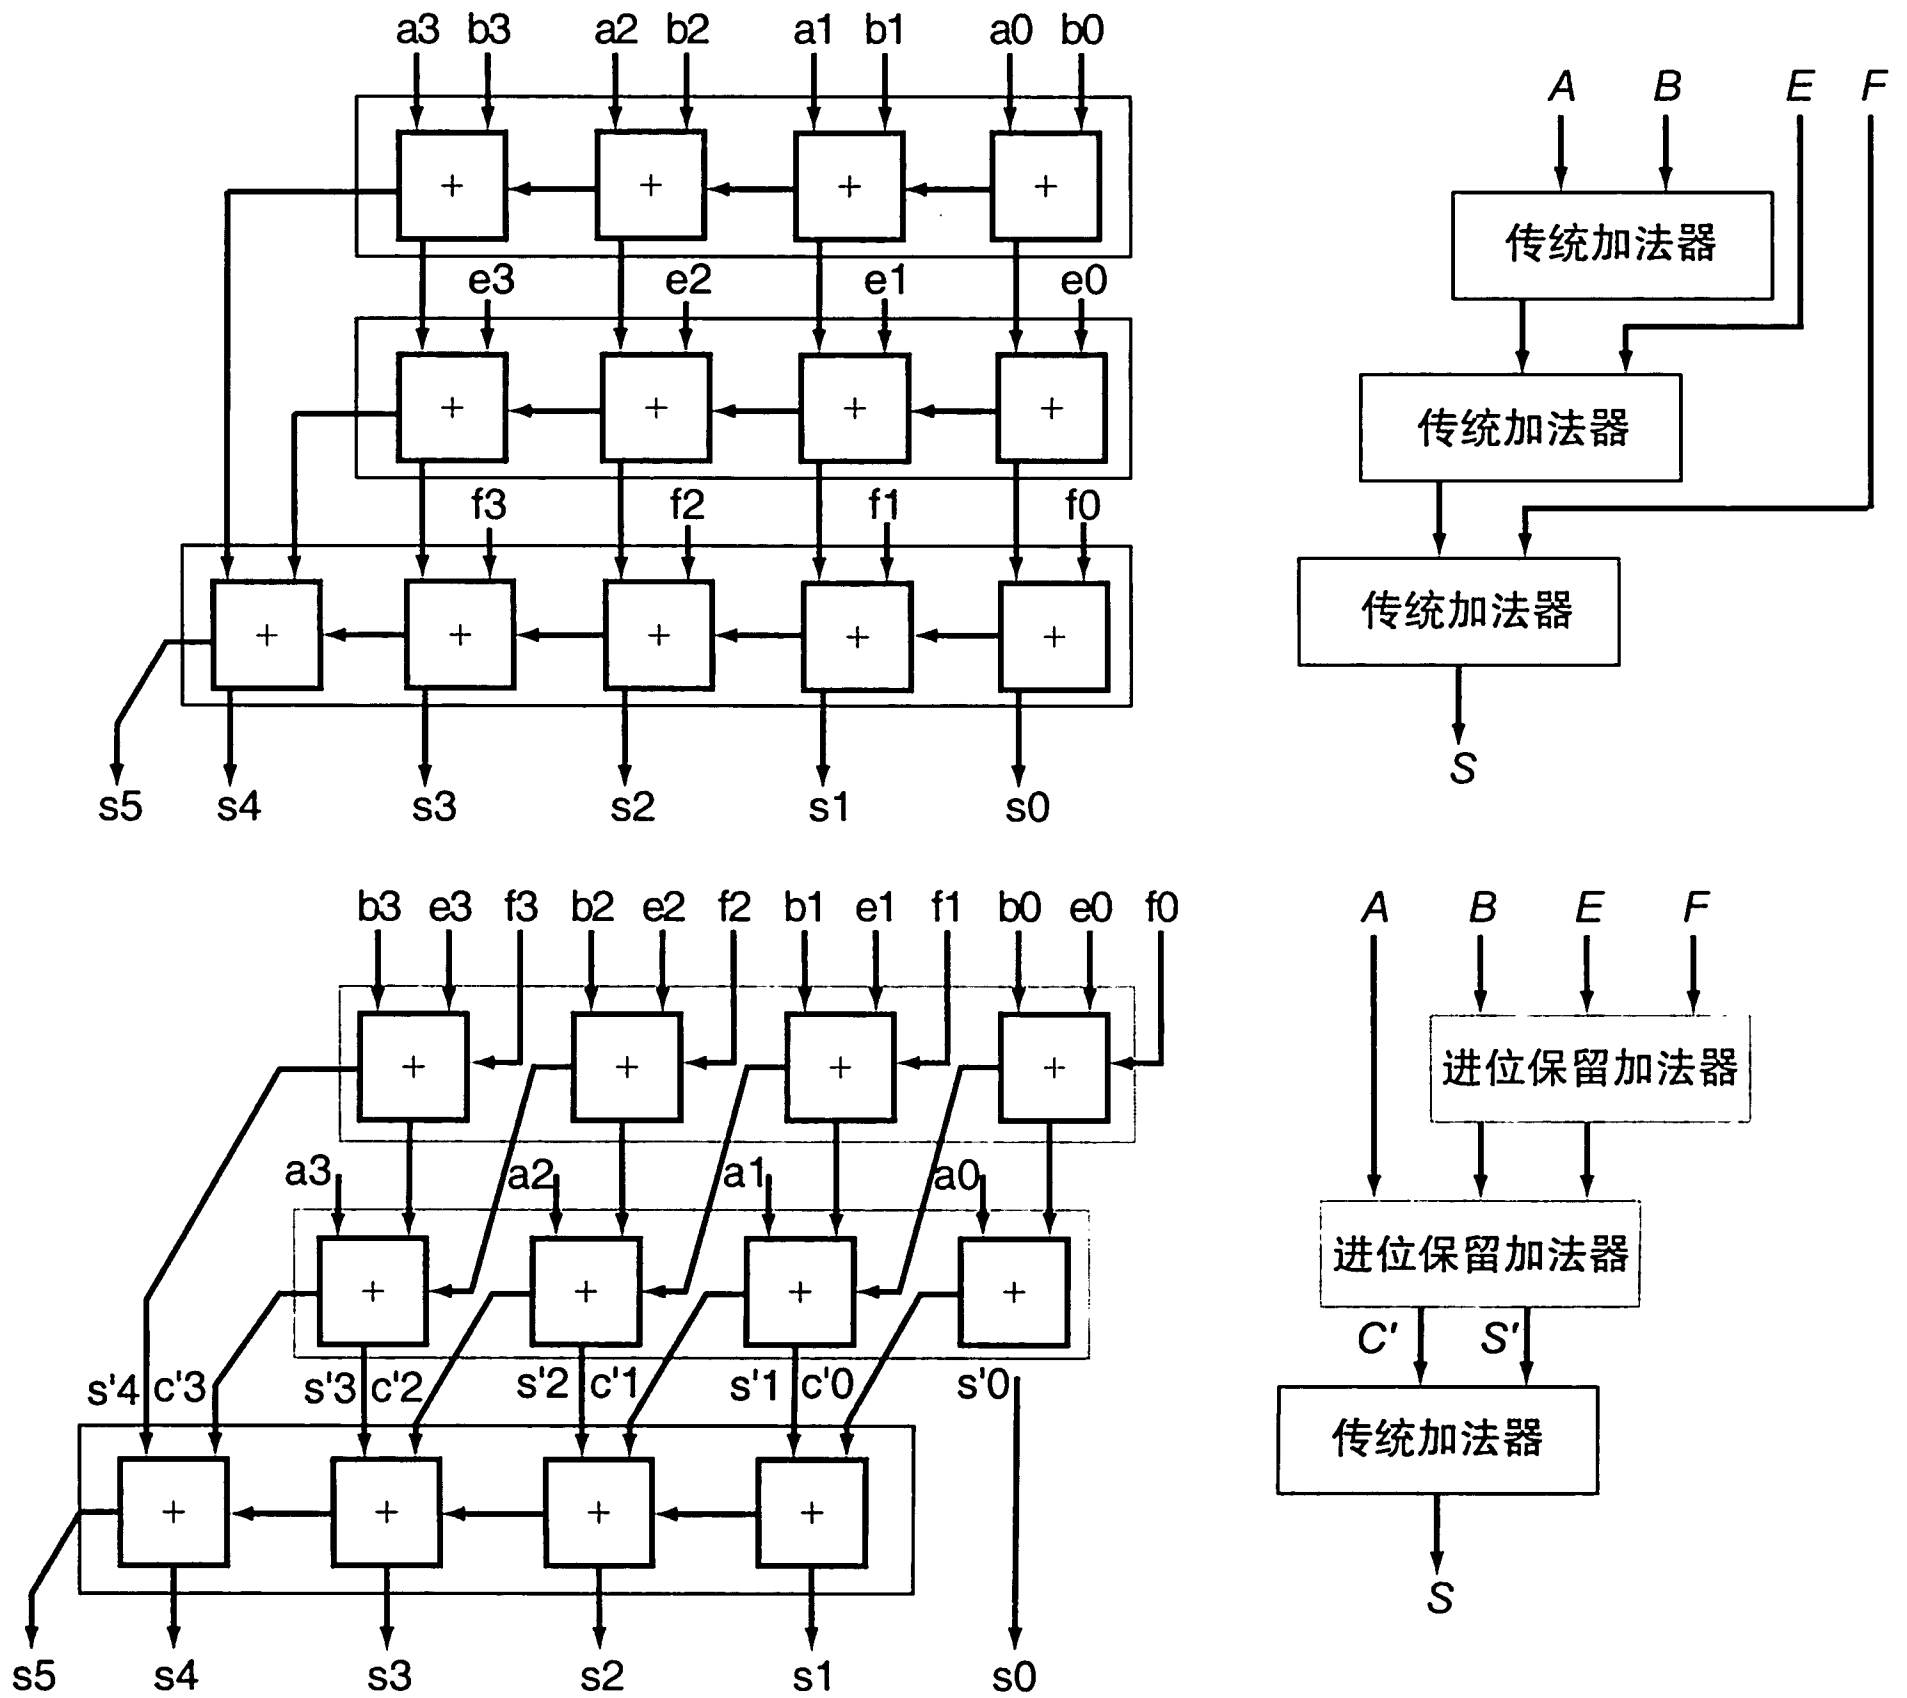 a3 b3 a2 b2 a1 b1 a0 b0
+ + + +
e3 e2 e1 e0
+ + + +
f3 f2 f1 f0
+ + + + +
s5 s4 s3 s2 s1 s0
A B E F
传统加法器
传统加法器
传统加法器
S
b3 e3 f3 b2 e2 f2 b1 e1 f1 b0 e0 f0
+ + + +
a3 a2 a1 a0
+ + + +
s'4 c'3 s'3 c'2 s'2 c'1 s'1 c'0 s'0
+ + + +
s5 s4 s3 s2 s1 s0
A B E F
进位保留加法器
进位保留加法器
C' S'
传统加法器
S